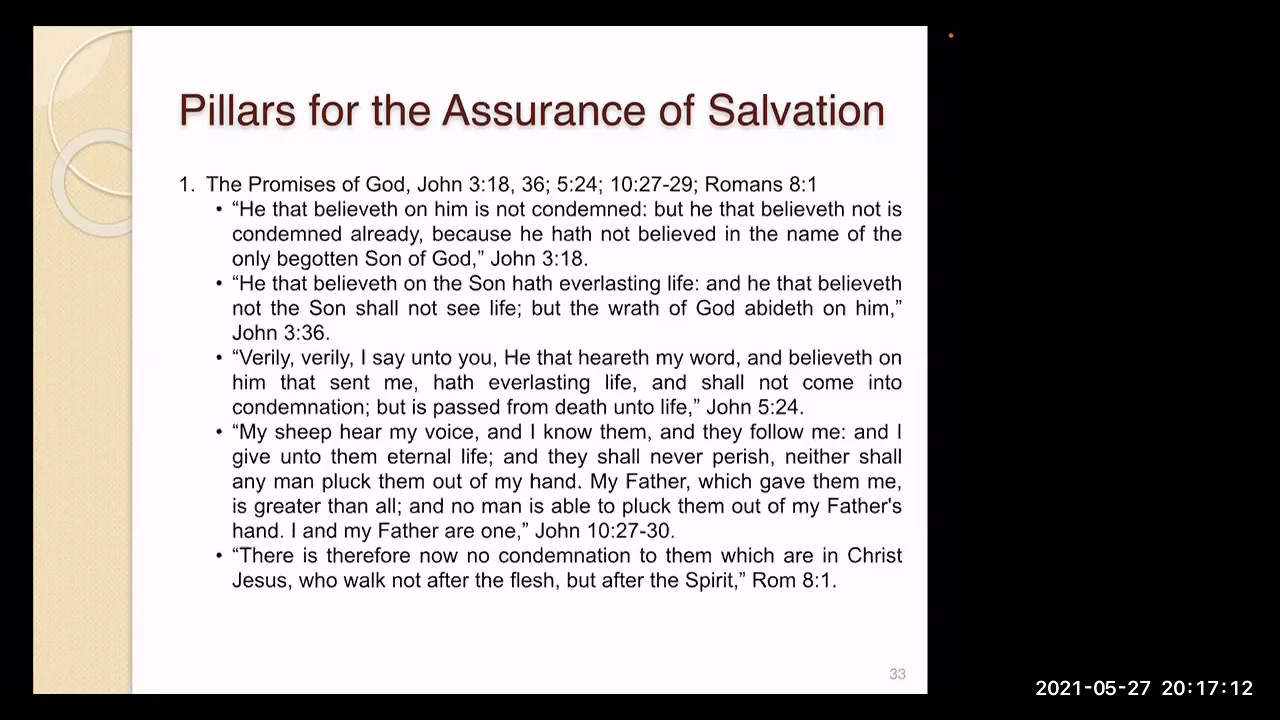 Pillars for the Assurance of Salvation
1. The Promises of God, John 3:18, 36; 5:24; 10:27-29; Romans 8:1
• “He that believeth on him is not condemned: but he that believeth not is
condemned already, because he hath not believed in the name of the
only begotten Son of God,” John 3:18.
• “He that believeth on the Son hath everlasting life: and he that believeth
not the Son shall not see life; but the wrath of God abideth on him,”
John 3:36.
• “Verily, verily, I say unto you, He that heareth my word, and believeth on
him that sent me, hath everlasting life, and shall not come into
condemnation; but is passed from death unto life,” John 5:24.
• “My sheep hear my voice, and I know them, and they follow me: and I
give unto them eternal life; and they shall never perish, neither shall
any man pluck them out of my hand. My Father, which gave them me,
is greater than all; and no man is able to pluck them out of my Father's
hand. I and my Father are one,” John 10:27-30.
• “There is therefore now no condemnation to them which are in Christ
Jesus, who walk not after the flesh, but after the Spirit,” Rom 8:1.
33
2021-05-27 20:17:12